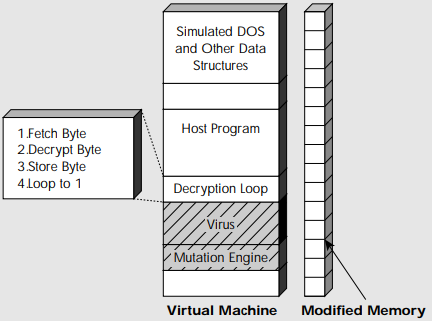 Simulated DOS
and Other Data
Structures
Host Program
1.Fetch Byte
2.Decrypt Byte
3.Store Byte
4.Loop to 1
Decryption Loop
Virus
Mutation Engine
Virtual Machine
Modified Memory